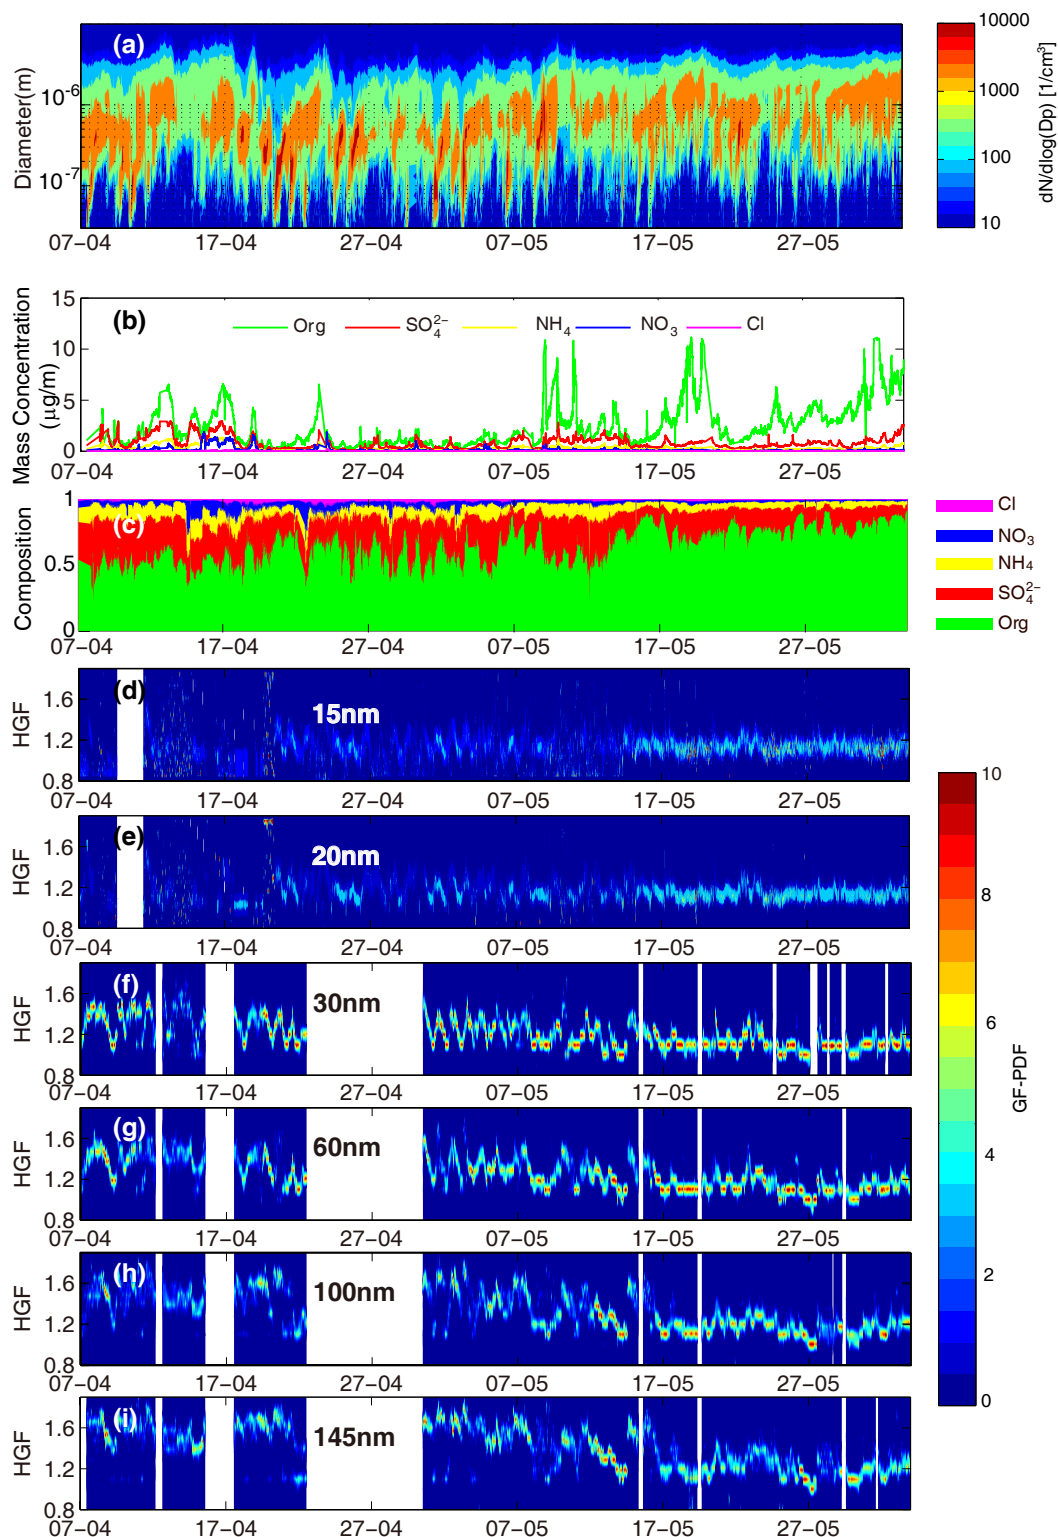 (a)
Diameter(m)
10-6
10-7
07-04 17-04 27-04 07-05 17-05 27-05
10000
1000
100
10
dN/dlog(Dp) [1/cm3]
(b)
Mass Concentration
(μg/m)
15
10
5
0
Org SO4 2- NH4 NO3 Cl
07-04 17-04 27-04 07-05 17-05 27-05
(c)
Composition
1
0.5
0
07-04 17-04 27-04 07-05 17-05 27-05
Cl
NO3
NH4
SO4 2-
Org
(d)
15nm
HGF
1.6
1.2
0.8
07-04 17-04 27-04 07-05 17-05 27-05
(e)
20nm
HGF
1.6
1.2
0.8
07-04 17-04 27-04 07-05 17-05 27-05
(f)
30nm
HGF
1.6
1.2
0.8
07-04 17-04 27-04 07-05 17-05 27-05
(g)
60nm
HGF
1.6
1.2
0.8
07-04 17-04 27-04 07-05 17-05 27-05
(h)
100nm
HGF
1.6
1.2
0.8
07-04 17-04 27-04 07-05 17-05 27-05
(i)
145nm
HGF
1.6
1.2
0.8
07-04 17-04 27-04 07-05 17-05 27-05
10
8
6
4
2
0
GF-PDF